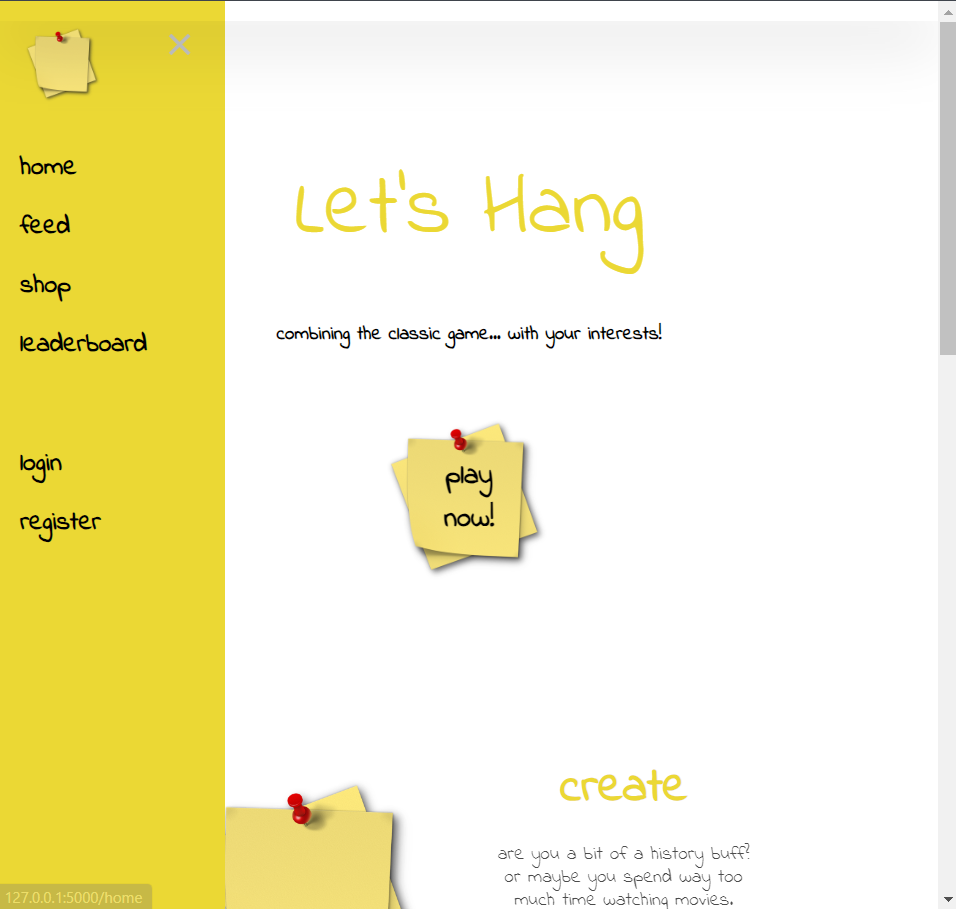 home
feed
shop
leaderboard
login
register
Let's Hang
combining the classic game... with your interests!
play
now!
create
are you a bit of a history buff?
or maybe you spend way too
much time watching movies.
127.0.0.1:5000/home